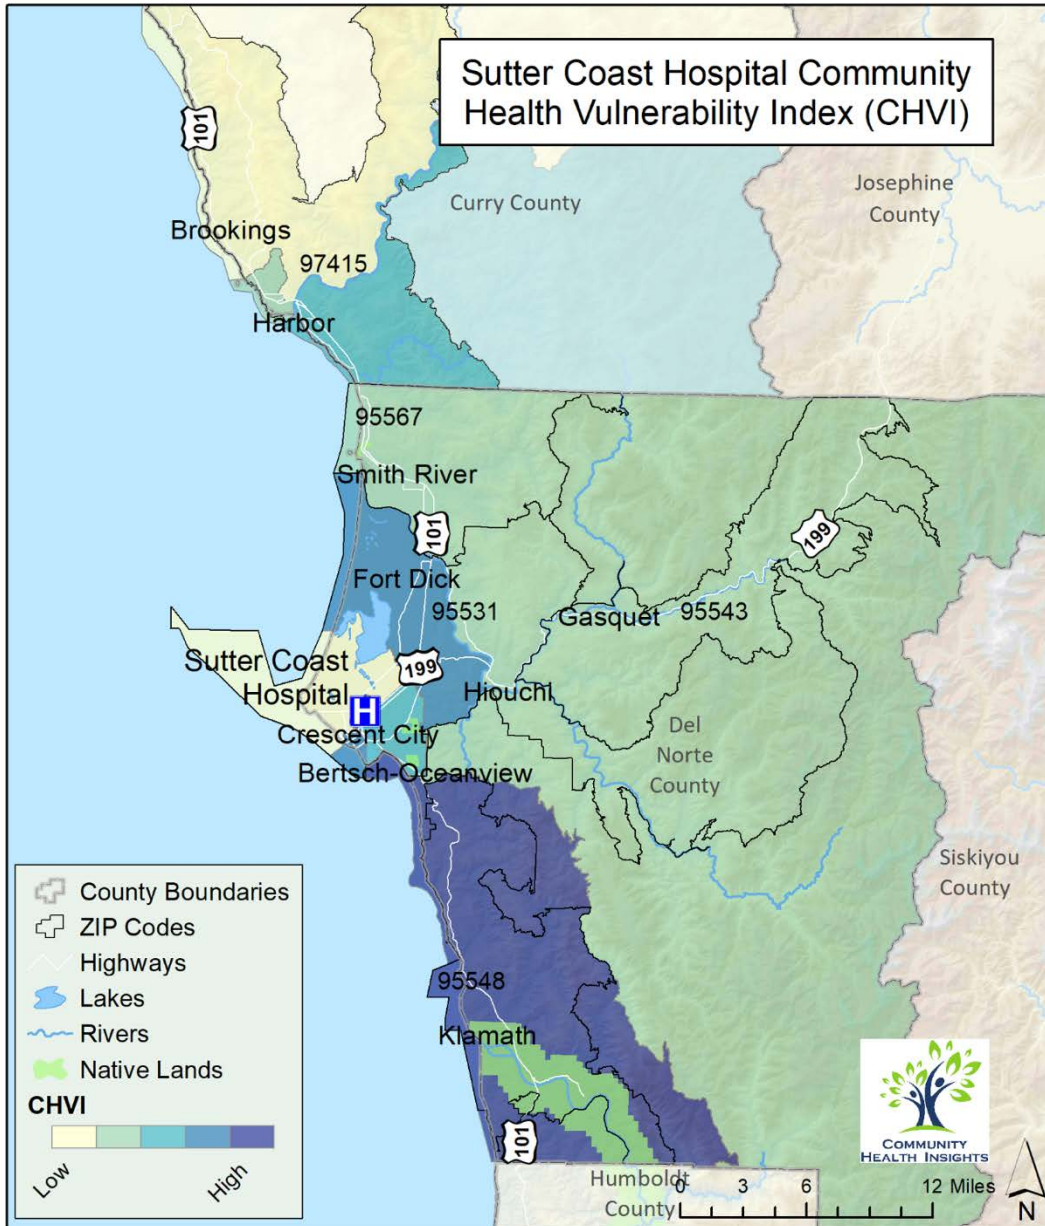 Sutter Coast Hospital Community
Health Vulnerability Index (CHVI)
101
Curry County
Josephine
County
Brookings
97415
Harbor
95567
Smith River
101
199
Fort Dick
95531
Gasquet
95543
Sutter Coast
Hospital
199
H
Hiouchi
Crescent City
Del
Norte
County
Bertsch-Oceanview
Siskiyou
County
County Boundaries
ZIP Codes
Highways
Lakes
Rivers
Native Lands
CHVI
Low
High
95548
Klamath
101
COMMUNITY
HEALTH INSIGHTS
Humboldt
County
0 3 6 12 Miles
N